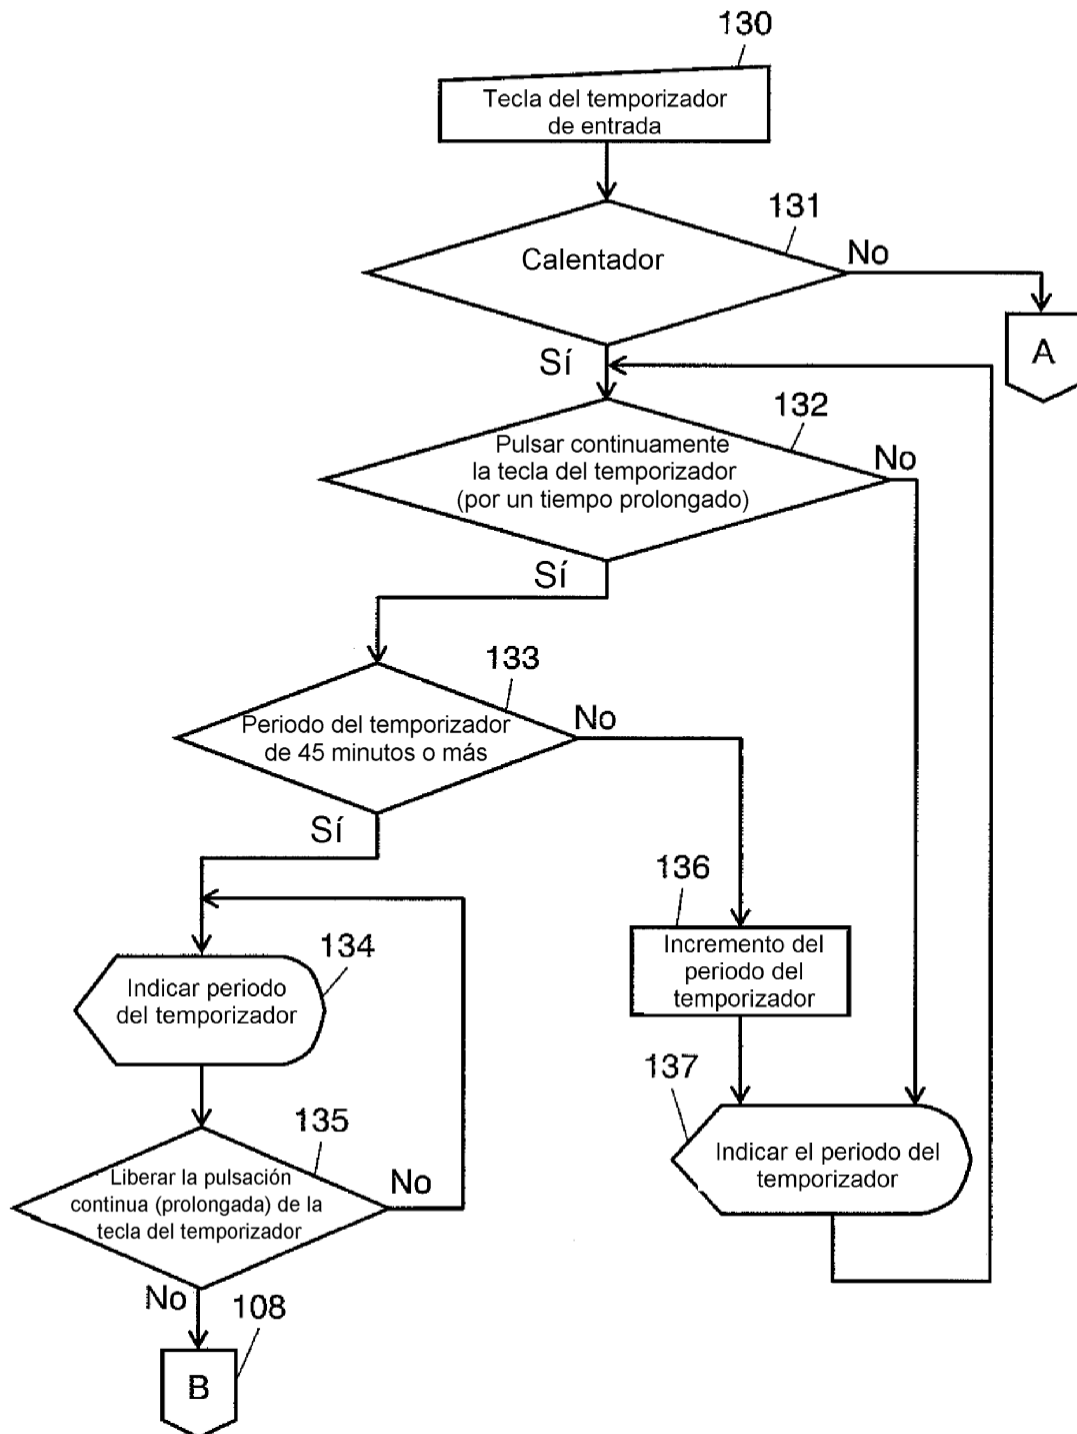 130
Tecla del temporizador
de entrada
131
Calentador
No
A
Sí
132
Pulsar continuamente
la tecla del temporizador
(por un tiempo prolongado)
No
Sí
133
Periodo del temporizador
de 45 minutos o más
No
Sí
136
Incremento del
periodo del
temporizador
134
Indicar periodo
del temporizador
137
Indicar el periodo del
temporizador
135
Liberar la pulsación
continua (prolongada) de la
tecla del temporizador
No
No
108
B